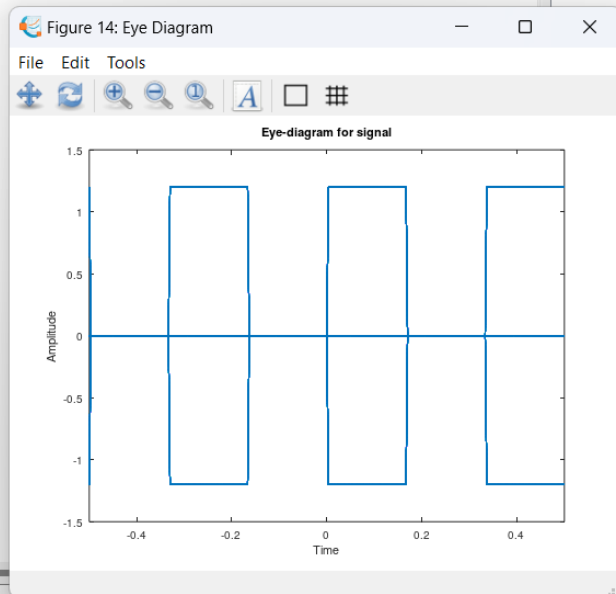 Figure 14: Eye Diagram
File Edit Tools
A
Eye-diagram for signal
1.5
1
0.5
0
-0.5
-1
-1.5
Amplitude
-0.4 -0.2 0 0.2 0.4
Time